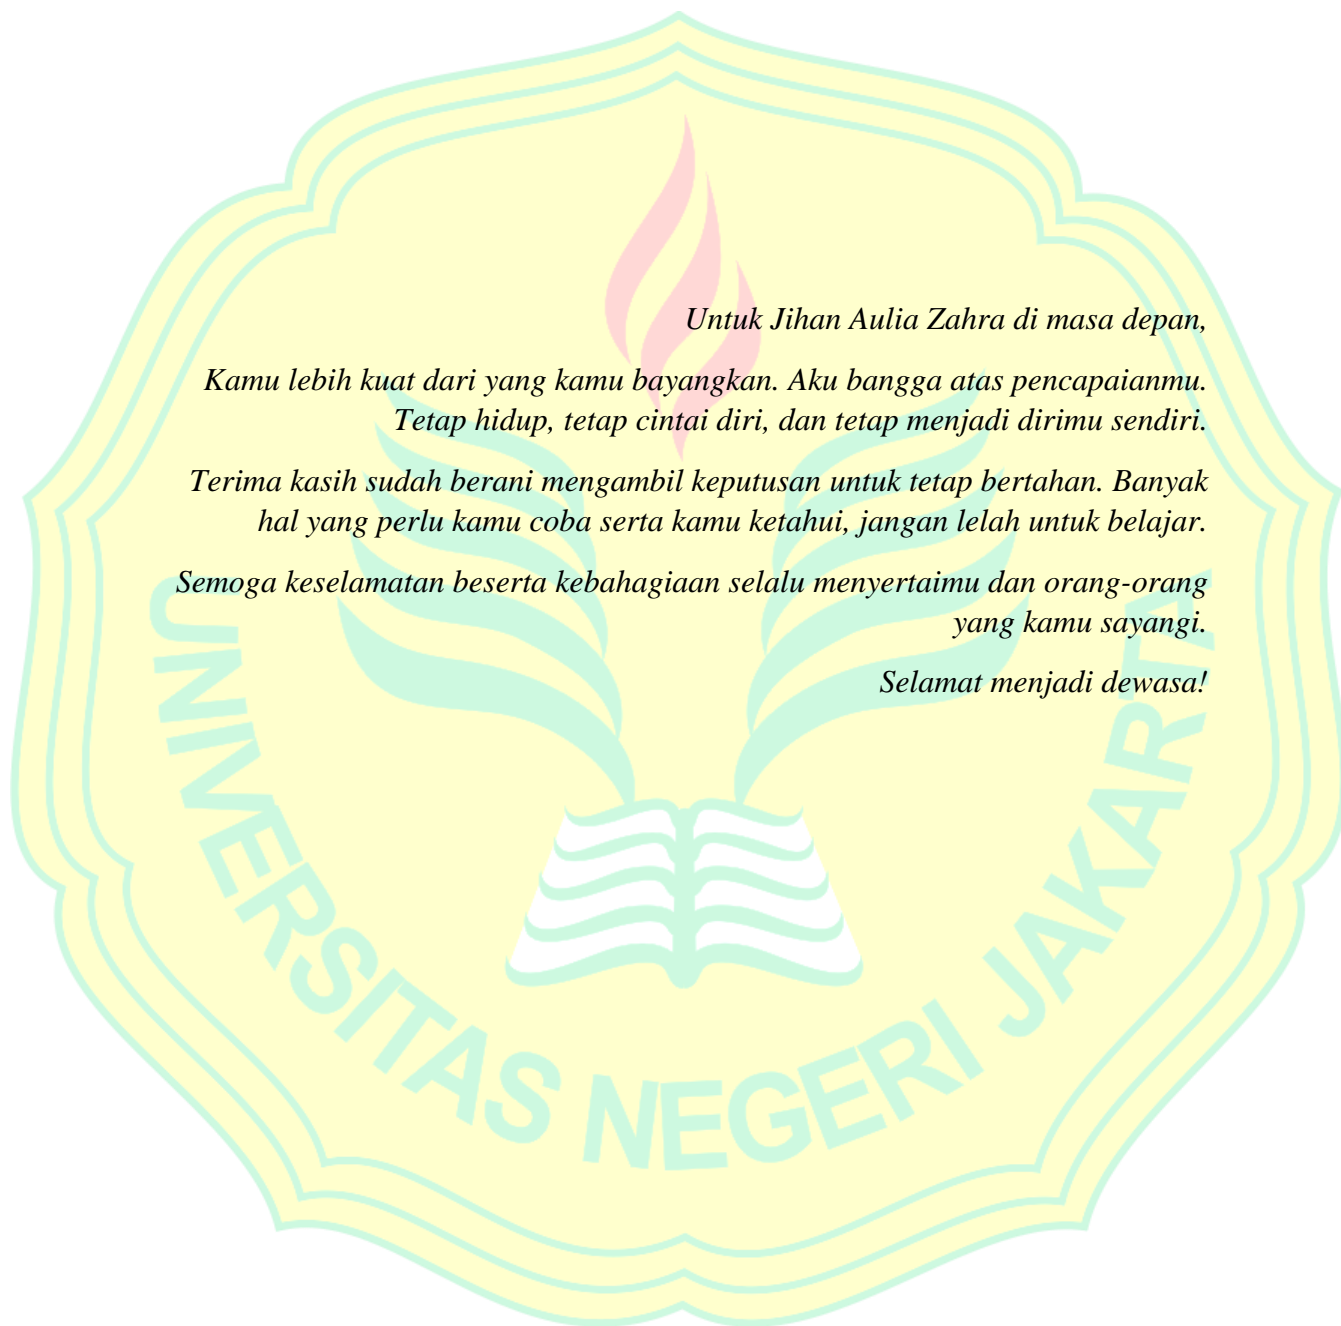 Untuk Jihan Aulia Zahra di masa depan,
Kamu lebih kuat dari yang kamu bayangkan. Aku bangga atas pencapaianmu.
Tetap hidup, tetap cintai diri, dan tetap menjadi dirimu sendiri.
Terima kasih sudah berani mengambil keputusan untuk tetap bertahan. Banyak
hal yang perlu kamu coba serta kamu ketahui, jangan lelah untuk belajar.
Semoga keselamatan beserta kebahagiaan selalu menyertaimu dan orang-orang
yang kamu sayangi.
Selamat menjadi dewasa!
UNIVERSITAS NEGERI JAKARTA